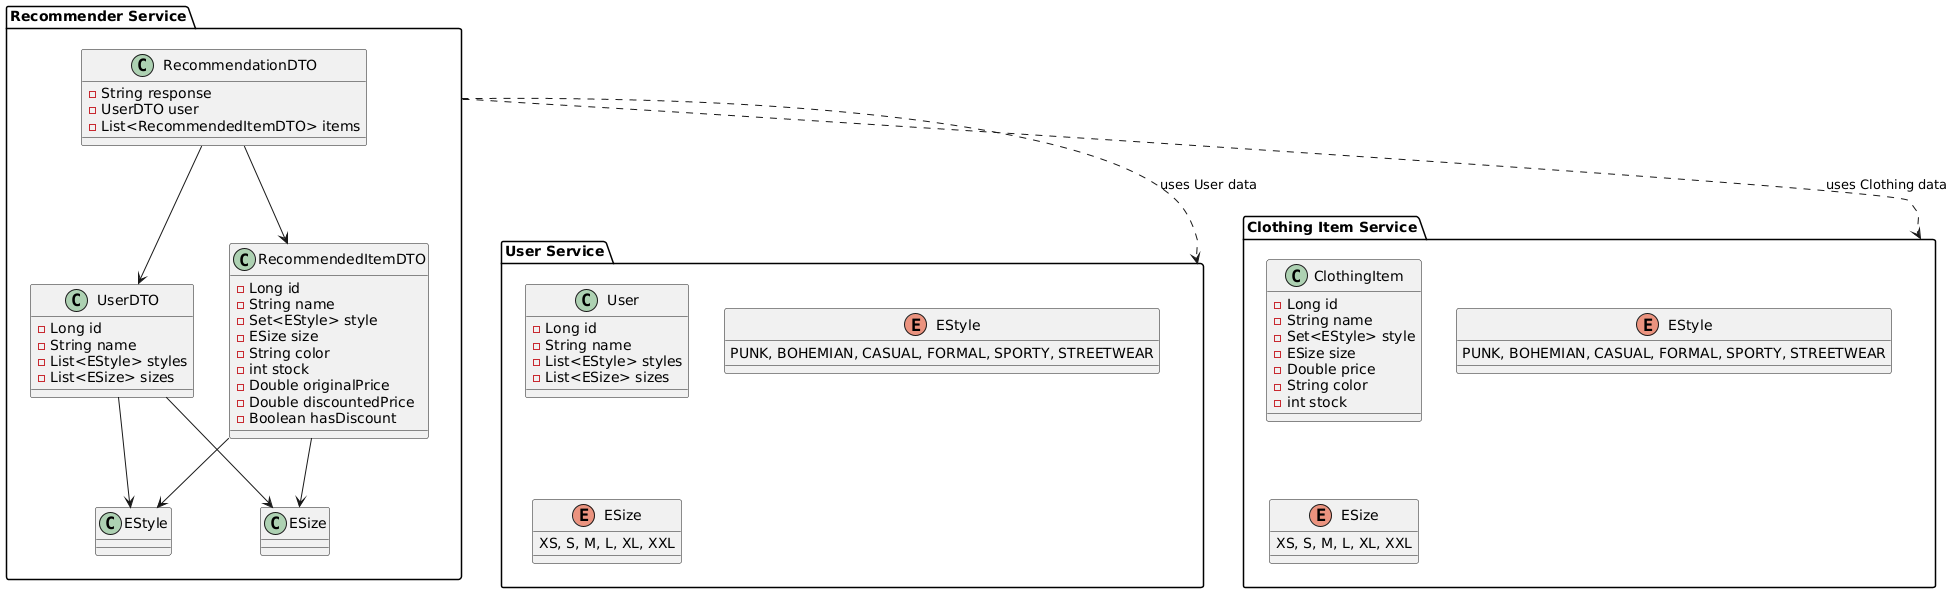 Recommender Service
C RecommendationDTO
String response
UserDTO user
List<RecommendedItemDTO> items
uses User data
uses Clothing data
C UserDTO
Long id
String name
List<EStyle> styles
List<ESize> sizes
C RecommendedItemDTO
Long id
String name
Set<EStyle> style
ESize size
String color
int stock
Double originalPrice
Double discountedPrice
Boolean hasDiscount
C EStyle
C ESize
User Service
C User
Long id
String name
List<EStyle> styles
List<ESize> sizes
E EStyle
PUNK, BOHEMIAN, CASUAL, FORMAL, SPORTY, STREETWEAR
E ESize
XS, S, M, L, XL, XXL
Clothing Item Service
C ClothingItem
Long id
String name
Set<EStyle> style
ESize size
Double price
String color
int stock
E EStyle
PUNK, BOHEMIAN, CASUAL, FORMAL, SPORTY, STREETWEAR
E ESize
XS, S, M, L, XL, XXL